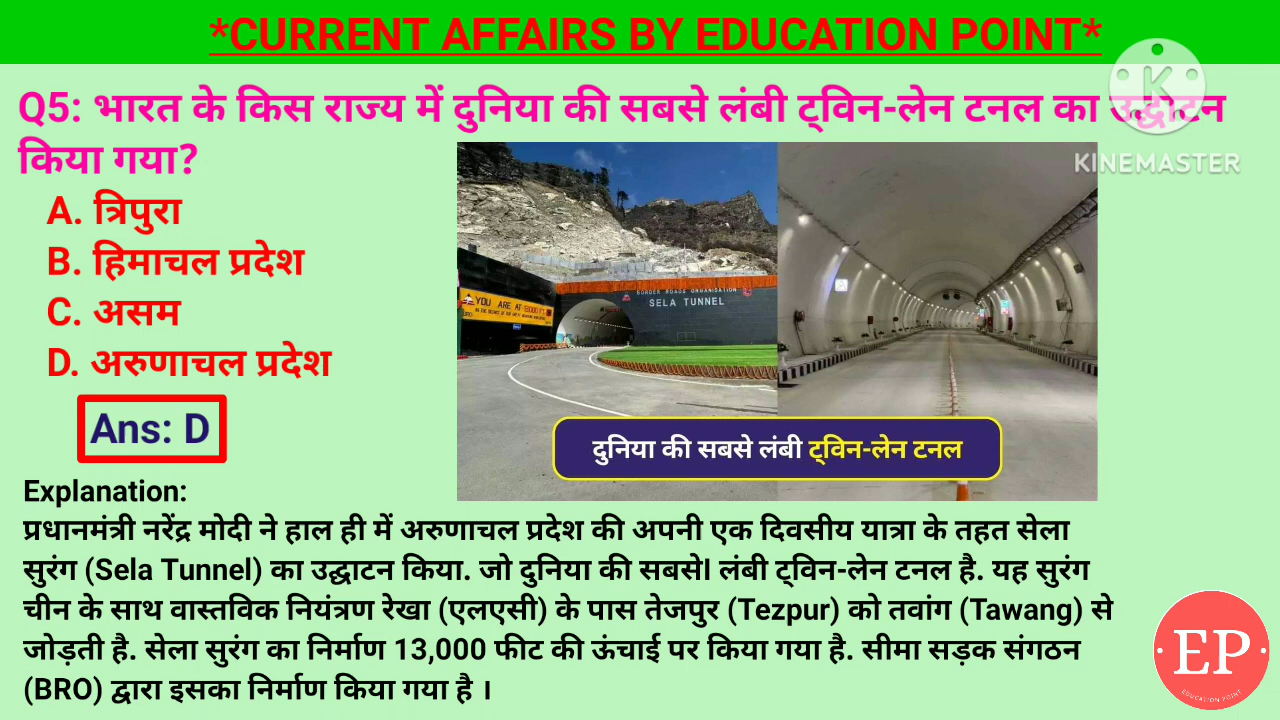 *CURRENT AFFAIRS BY EDUCATION POINT*
Q5: भारत के किस राज्य में दुनिया की सबसे लंबी ट्विन-लेन टनल का उद्घाटन
किया गया?
KINEMASTER
A. त्रिपुरा
B. हिमाचल प्रदेश
C. असम
D. अरुणाचल प्रदेश
Ans: D
BORDER ROADS ORGANISATION
SELA TUNNEL
YOU ARE AT 13000 FT
दुनिया की सबसे लंबी ट्विन-लेन टनल
Explanation:
प्रधानमंत्री नरेंद्र मोदी ने हाल ही में अरुणाचल प्रदेश की अपनी एक दिवसीय यात्रा के तहत सेला
सुरंग (Sela Tunnel) का उद्घाटन किया. जो दुनिया की सबसे। लंबी ट्विन-लेन टनल है. यह सुरंग
चीन के साथ वास्तविक नियंत्रण रेखा (एलएसी) के पास तेजपुर (Tezpur) को तवांग (Tawang) से
जोड़ती है. सेला सुरंग का निर्माण 13,000 फीट की ऊंचाई पर किया गया है. सीमा सड़क संगठन
(BRO) द्वारा इसका निर्माण किया गया है ।
EP
EDUCATION POINT